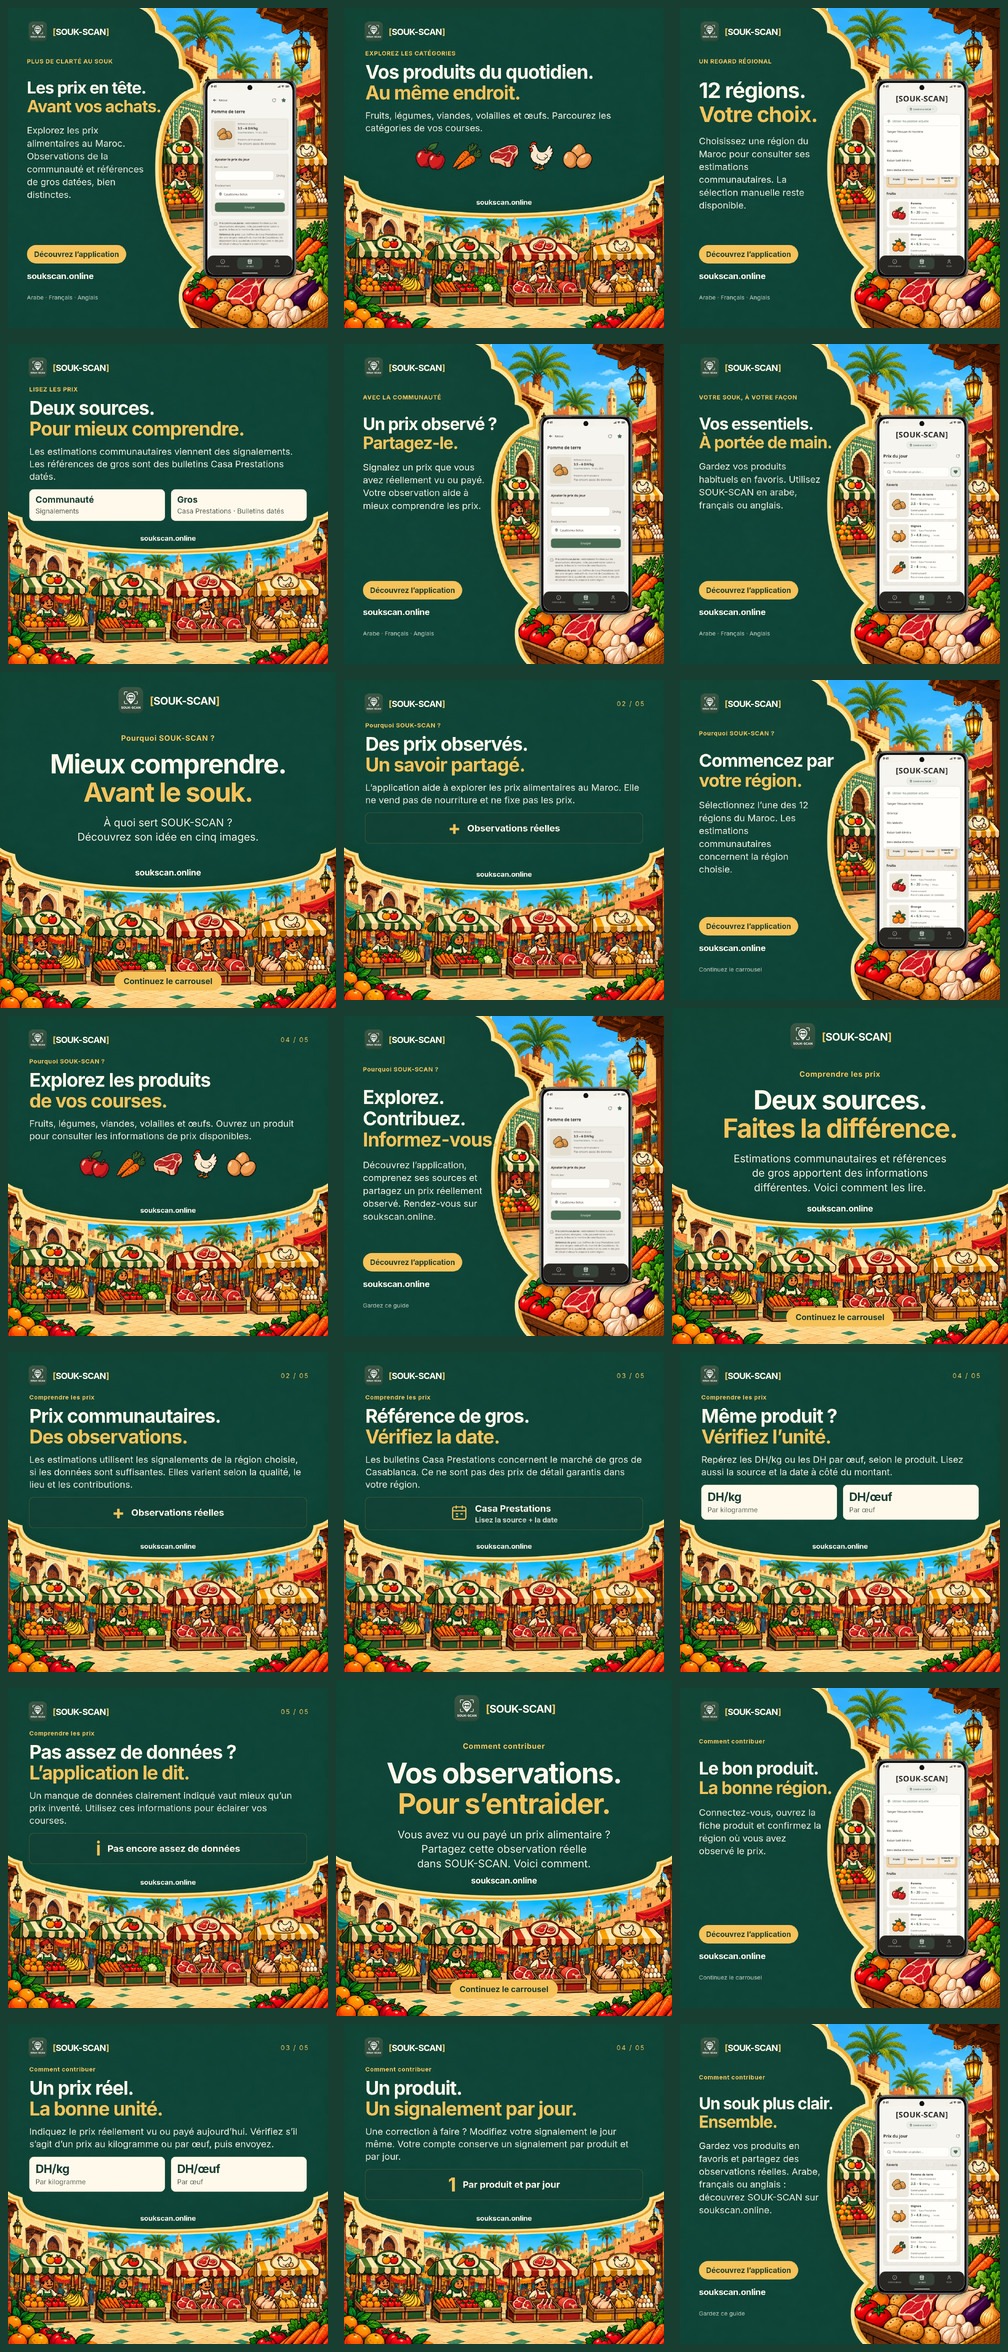 [SOUK-SCAN]
PLUS DE CLARTÉ AU SOUK
Les prix en tête.
Avant vos achats.
Explorez les prix
alimentaires au Maroc.
Observations de la
communauté et références
de gros datées, bien
distinctes.
Pomme de terre
Découvrez l’application
soukscan.online
Arabe · Français · Anglais
[SOUK-SCAN]
EXPLOREZ LES CATÉGORIES
Vos produits du quotidien.
Au même endroit.
Fruits, légumes, viandes, volailles et œufs. Parcourez les
catégories de vos courses.
soukscan.online
[SOUK-SCAN]
UN REGARD RÉGIONAL
12 régions.
Votre choix.
Choisissez une région du
Maroc pour consulter ses
estimations
communautaires. La
sélection manuelle reste
disponible.
[SOUK-SCAN]
Découvrez l’application
soukscan.online
Arabe · Français · Anglais
[SOUK-SCAN]
LISEZ LES PRIX
Deux sources.
Pour mieux comprendre.
Les estimations communautaires viennent des signalements.
Les références de gros sont des bulletins Casa Prestations
datés.
Communauté
Signalements
Gros
Casa Prestations · Bulletins datés
soukscan.online
[SOUK-SCAN]
AVEC LA COMMUNAUTÉ
Un prix observé ?
Partagez-le.
Signalez un prix que vous
avez réellement vu ou payé.
Votre observation aide à
mieux comprendre les prix.
Pomme de terre
Découvrez l’application
soukscan.online
Arabe · Français · Anglais
[SOUK-SCAN]
VOTRE SOUK, À VOTRE FAÇON
Vos essentiels.
À portée de main.
Gardez vos produits
habituels en favoris. Utilisez
SOUK-SCAN en arabe,
français ou anglais.
[SOUK-SCAN]
Prix du jour
Découvrez l’application
soukscan.online
Arabe · Français · Anglais
[SOUK-SCAN]
Pourquoi SOUK-SCAN ?
Mieux comprendre.
Avant le souk.
À quoi sert SOUK-SCAN ?
Découvrez son idée en cinq images.
soukscan.online
Continuez le carrousel
[SOUK-SCAN]
02 / 05
Pourquoi SOUK-SCAN ?
Des prix observés.
Un savoir partagé.
L’application aide à explorer les prix alimentaires au Maroc. Elle
ne vend pas de nourriture et ne fixe pas les prix.
+ Observations réelles
soukscan.online
[SOUK-SCAN]
Pourquoi SOUK-SCAN ?
Commencez par
votre région.
Sélectionnez l’une des 12
régions du Maroc. Les
estimations
communautaires
concernent la région
choisie.
[SOUK-SCAN]
Découvrez l’application
soukscan.online
Continuez le carrousel
[SOUK-SCAN]
04 / 05
Pourquoi SOUK-SCAN ?
Explorez les produits
de vos courses.
Fruits, légumes, viandes, volailles et œufs. Ouvrez un produit
pour consulter les informations de prix disponibles.
soukscan.online
[SOUK-SCAN]
Pourquoi SOUK-SCAN ?
Explorez.
Contribuez.
Informez-vous
Découvrez l’application,
comprenez ses sources et
partagez un prix réellement
observé. Rendez-vous sur
soukscan.online.
Pomme de terre
Découvrez l’application
soukscan.online
Gardez ce guide
[SOUK-SCAN]
Comprendre les prix
Deux sources.
Faites la différence.
Estimations communautaires et références
de gros apportent des informations
différentes. Voici comment les lire.
soukscan.online
Continuez le carrousel
[SOUK-SCAN]
02 / 05
Comprendre les prix
Prix communautaires.
Des observations.
Les estimations utilisent les signalements de la région choisie,
si les données sont suffisantes. Elles varient selon la qualité, le
lieu et les contributions.
+ Observations réelles
soukscan.online
[SOUK-SCAN]
03 / 05
Comprendre les prix
Référence de gros.
Vérifiez la date.
Les bulletins Casa Prestations concernent le marché de gros de
Casablanca. Ce ne sont pas des prix de détail garantis dans
votre région.
Casa Prestations
Lisez la source + la date
soukscan.online
[SOUK-SCAN]
04 / 05
Comprendre les prix
Même produit ?
Vérifiez l’unité.
Repérez les DH/kg ou les DH par œuf, selon le produit. Lisez
aussi la source et la date à côté du montant.
DH/kg
Par kilogramme
DH/œuf
Par œuf
soukscan.online
[SOUK-SCAN]
05 / 05
Comprendre les prix
Pas assez de données ?
L’application le dit.
Un manque de données clairement indiqué vaut mieux qu’un
prix inventé. Utilisez ces informations pour éclairer vos
courses.
i Pas encore assez de données
soukscan.online
[SOUK-SCAN]
Comment contribuer
Vos observations.
Pour s’entraider.
Vous avez vu ou payé un prix alimentaire ?
Partagez cette observation réelle
dans SOUK-SCAN. Voici comment.
soukscan.online
Continuez le carrousel
[SOUK-SCAN]
Comment contribuer
Le bon produit.
La bonne région.
Connectez-vous, ouvrez la
fiche produit et confirmez la
région où vous avez
observé le prix.
[SOUK-SCAN]
Découvrez l’application
soukscan.online
Continuez le carrousel
[SOUK-SCAN]
03 / 05
Comment contribuer
Un prix réel.
La bonne unité.
Indiquez le prix réellement vu ou payé aujourd’hui. Vérifiez s’il
s’agit d’un prix au kilogramme ou par œuf, puis envoyez.
DH/kg
Par kilogramme
DH/œuf
Par œuf
soukscan.online
[SOUK-SCAN]
04 / 05
Comment contribuer
Un produit.
Un signalement par jour.
Une correction à faire ? Modifiez votre signalement le jour
même. Votre compte conserve un signalement par produit et
par jour.
1 Par produit et par jour
soukscan.online
[SOUK-SCAN]
Comment contribuer
Un souk plus clair.
Ensemble.
Gardez vos produits en
favoris et partagez des
observations réelles. Arabe,
français ou anglais :
découvrez SOUK-SCAN sur
soukscan.online.
[SOUK-SCAN]
Prix du jour
Découvrez l’application
soukscan.online
Gardez ce guide